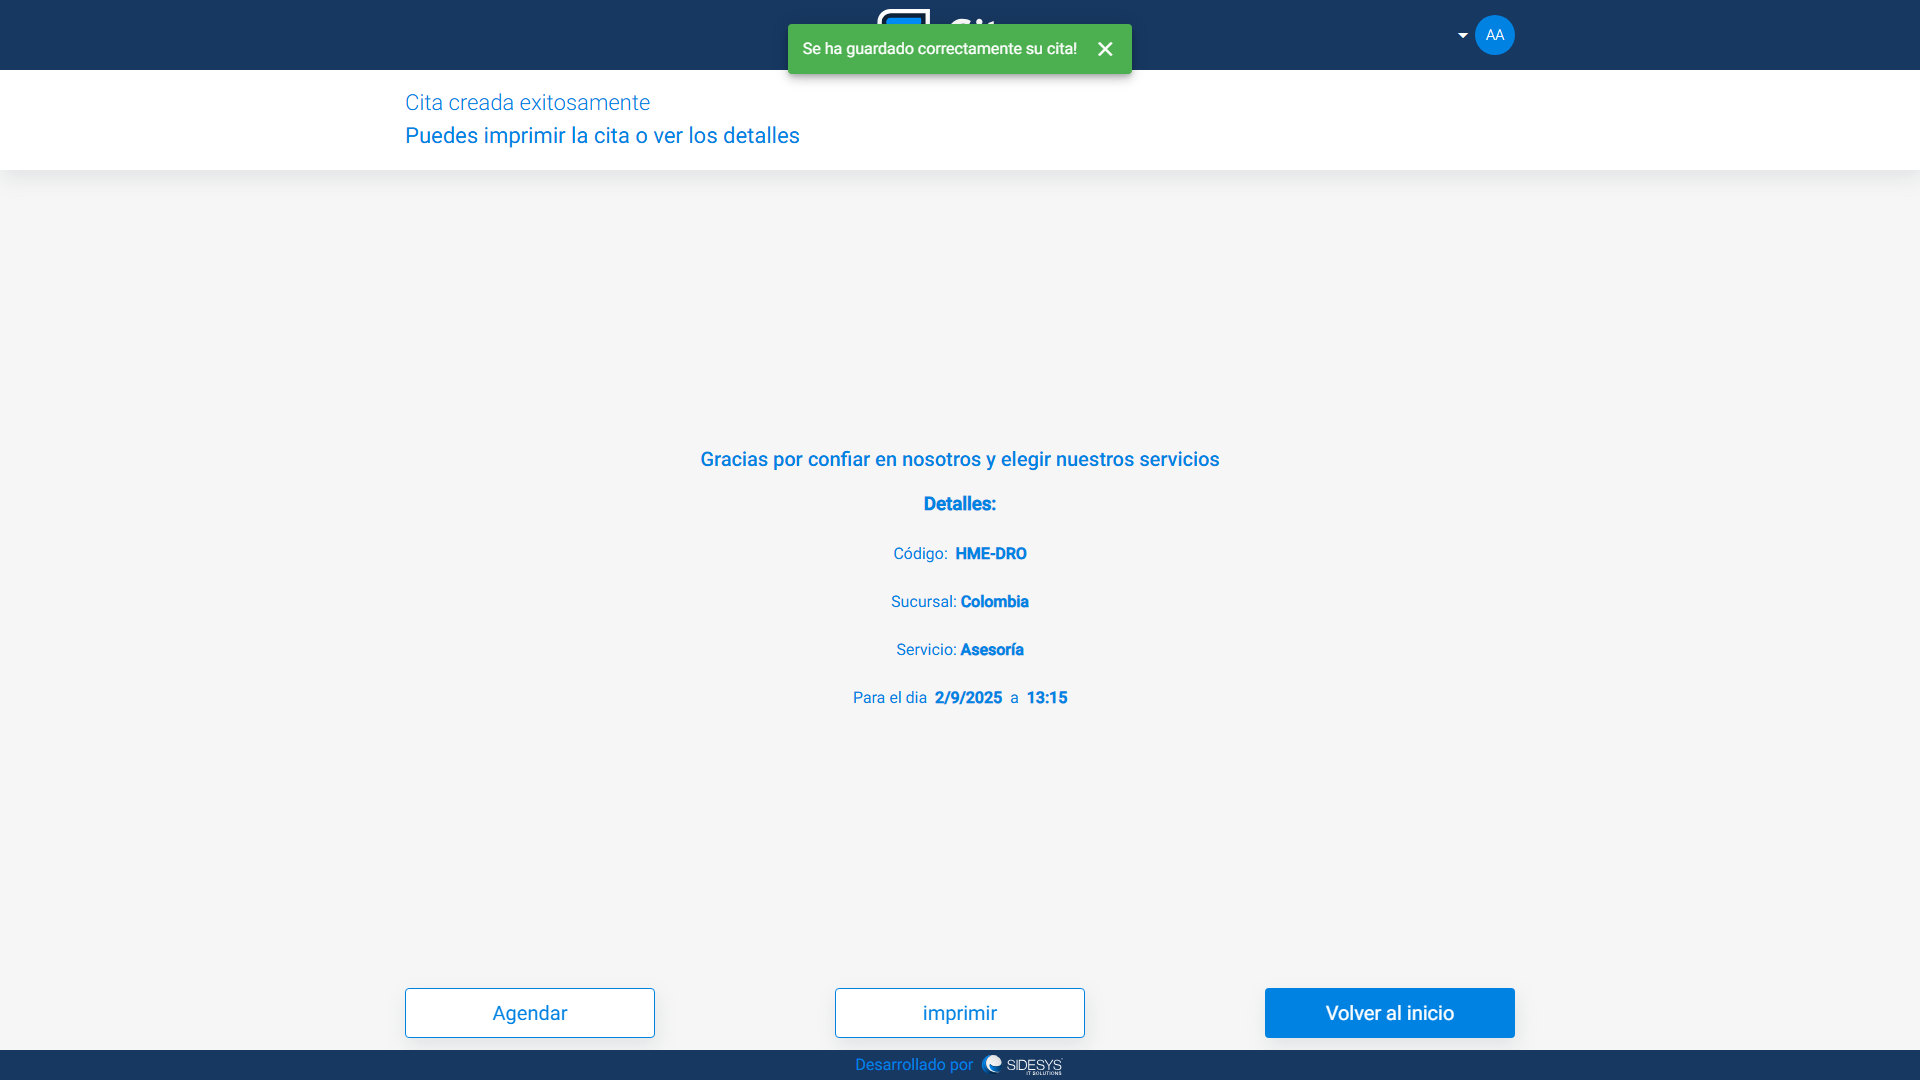 Se ha guardado correctamente su cita!
AA
Cita creada exitosamente
Puedes imprimir la cita o ver los detalles
Gracias por confiar en nosotros y elegir nuestros servicios
Detalles:
Código: HME-DRO
Sucursal: Colombia
Servicio: Asesoría
Para el dia 2/9/2025 a 13:15
Agendar
imprimir
Volver al inicio
Desarrollado por SIDESYS
IT SOLUTIONS